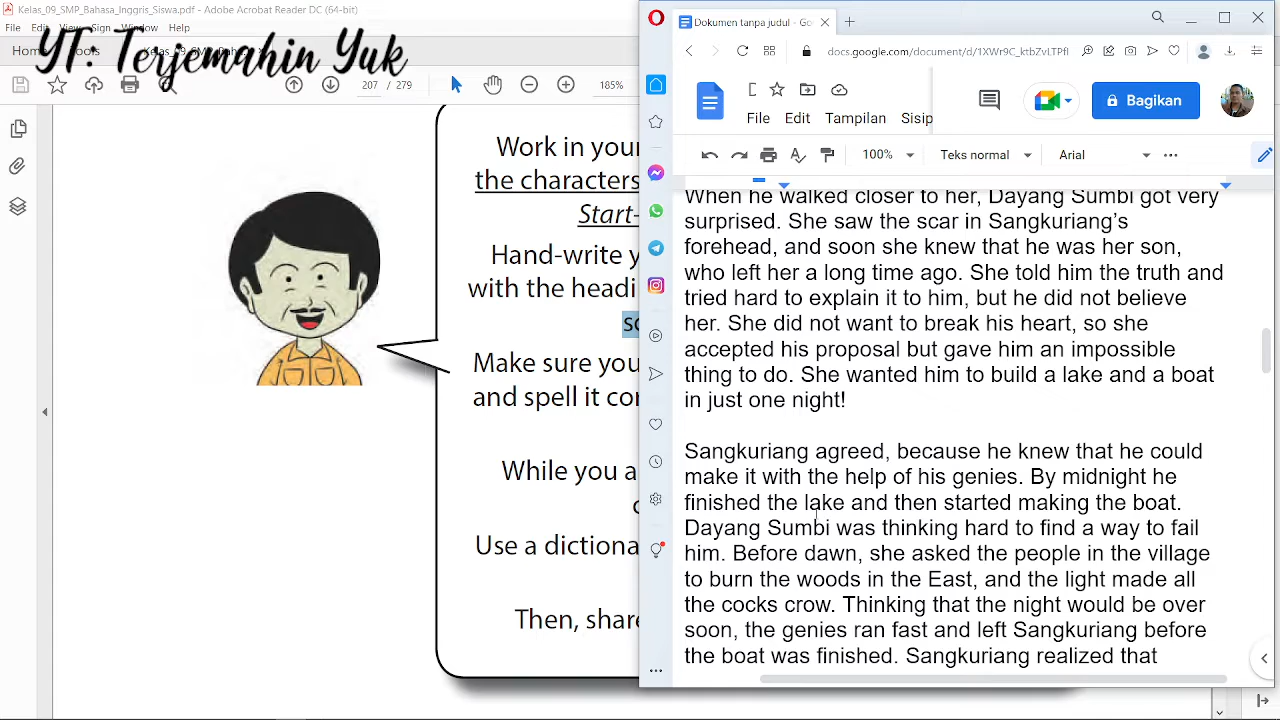 Kelas_09_SMP_Bahasa_Inggris_Siswa.pdf - Adobe Acrobat Reader DC (64-bit)
File Edit View Sign Window Help
Home Tools
YT: Terjemahin Yuk
207 / 279
185%
Work in your
the characters
Start-
Hand-write y
with the headi
Make sure you
and spell it cor
While you a
Use a dictiona
Then, share
Dokumen tanpa judul - Go
docs.google.com/document/d/1XWr9C_ktbZvLTPfl
Bagikan
File Edit Tampilan Sisip
100% Teks normal Arial
When he walked closer to her, Dayang Sumbi got very
surprised. She saw the scar in Sangkuriang’s
forehead, and soon she knew that he was her son,
who left her a long time ago. She told him the truth and
tried hard to explain it to him, but he did not believe
her. She did not want to break his heart, so she
accepted his proposal but gave him an impossible
thing to do. She wanted him to build a lake and a boat
in just one night!
Sangkuriang agreed, because he knew that he could
make it with the help of his genies. By midnight he
finished the lake and then started making the boat.
Dayang Sumbi was thinking hard to find a way to fail
him. Before dawn, she asked the people in the village
to burn the woods in the East, and the light made all
the cocks crow. Thinking that the night would be over
soon, the genies ran fast and left Sangkuriang before
the boat was finished. Sangkuriang realized that